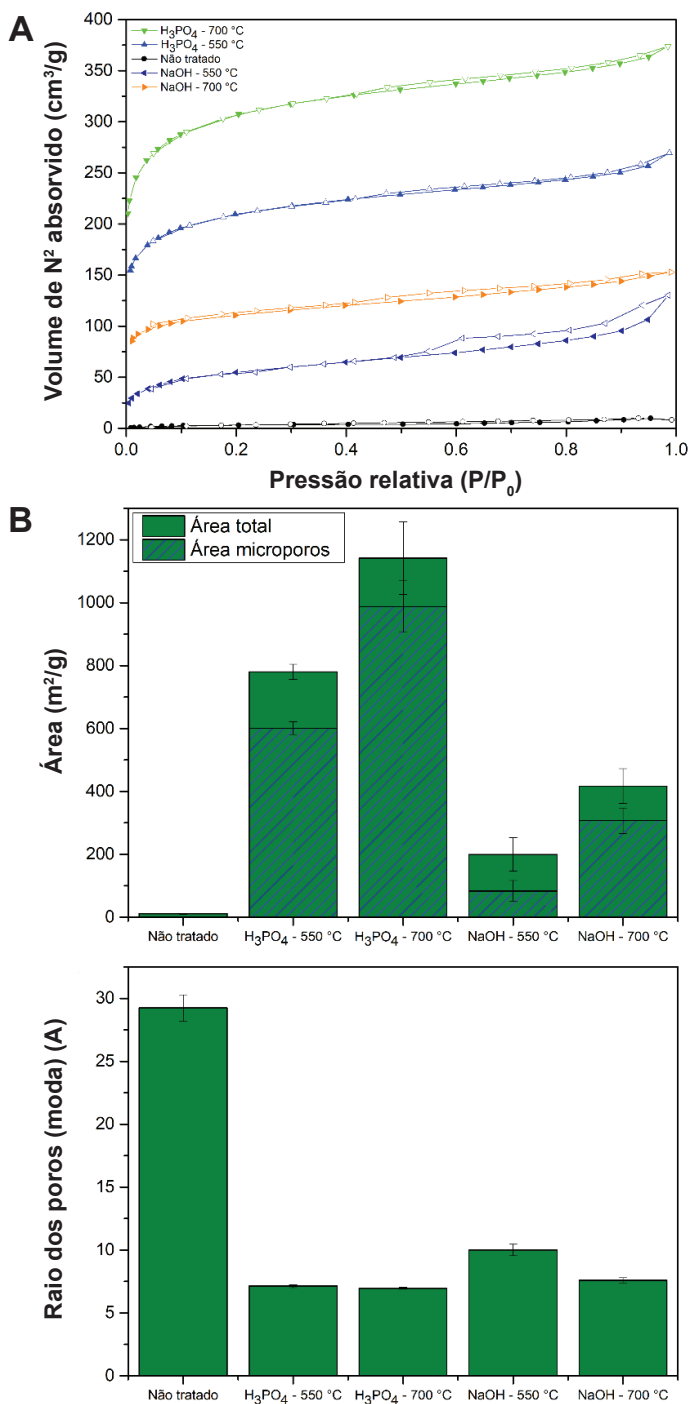 A
H₃PO₄ - 700 °C
H₃PO₄ - 550 °C
Não tratado
NaOH - 550 °C
NaOH - 700 °C
Volume de N² absorvido (cm³/g)
400
350
300
250
200
150
100
50
0
0.0 0.2 0.4 0.6 0.8 1.0
Pressão relativa (P/P₀)
B
Área total
Área microporos
Área (m²/g)
1200
1000
800
600
400
200
0
Não tratado H₃PO₄ - 550 °C H₃PO₄ - 700 °C NaOH - 550 °C NaOH - 700 °C
Raio dos poros (moda) (A)
30
25
20
15
10
5
0
Não tratado H₃PO₄ - 550 °C H₃PO₄ - 700 °C NaOH - 550 °C NaOH - 700 °C